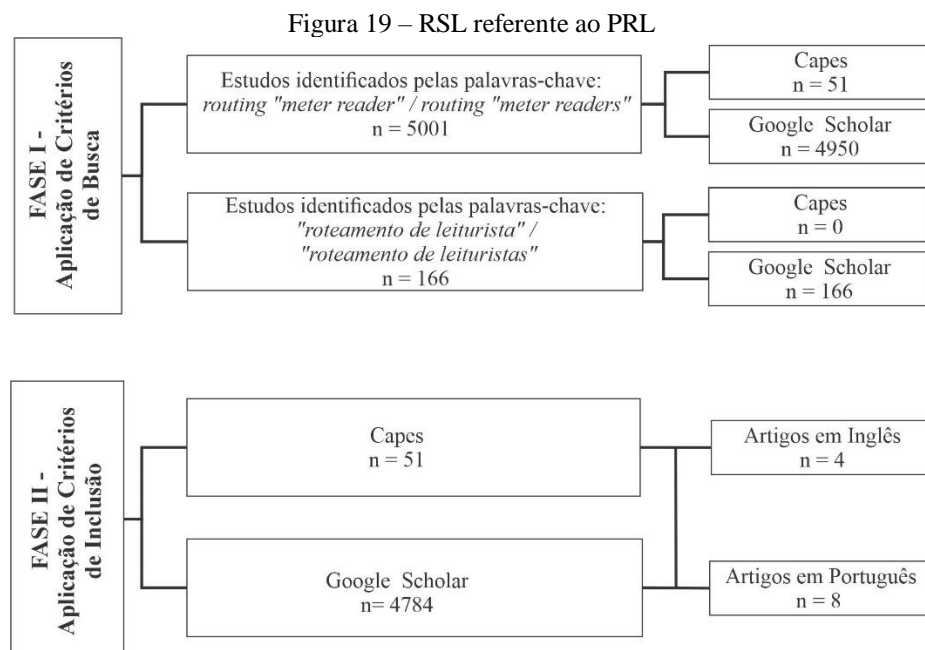 Figura 19 – RSL referente ao PRL
FASE I -
Aplicação de Critérios
de Busca
Estudos identificados pelas palavras-chave:
routing "meter reader" / routing "meter readers"
n = 5001
Capes
n = 51
Google Scholar
n = 4950
Estudos identificados pelas palavras-chave:
"roteamento de leiturista" /
"roteamento de leituristas"
n = 166
Capes
n = 0
Google Scholar
n = 166
FASE II -
Aplicação de Critérios
de Inclusão
Capes
n = 51
Google Scholar
n= 4784
Artigos em Inglês
n = 4
Artigos em Português
n = 8